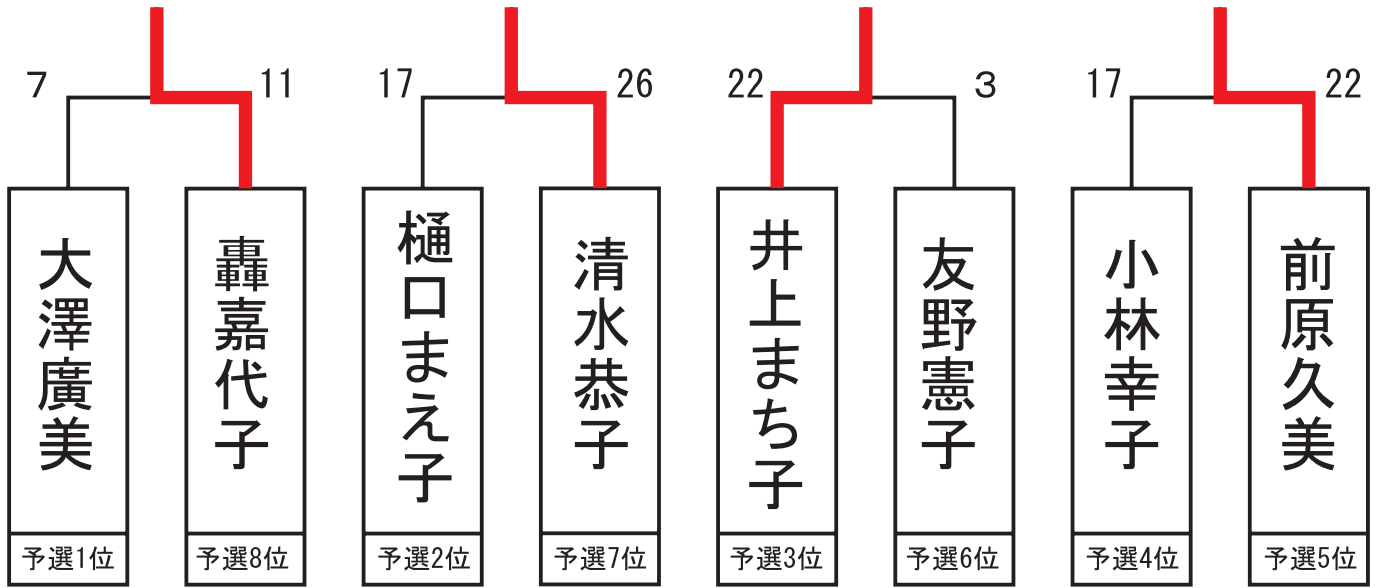 7
11
17
26
22
3
17
22
大澤廣美
轟嘉代子
樋口まえ子
清水恭子
井上まち子
友野憲子
小林幸子
前原久美
予選1位
予選8位
予選2位
予選7位
予選3位
予選6位
予選4位
予選5位